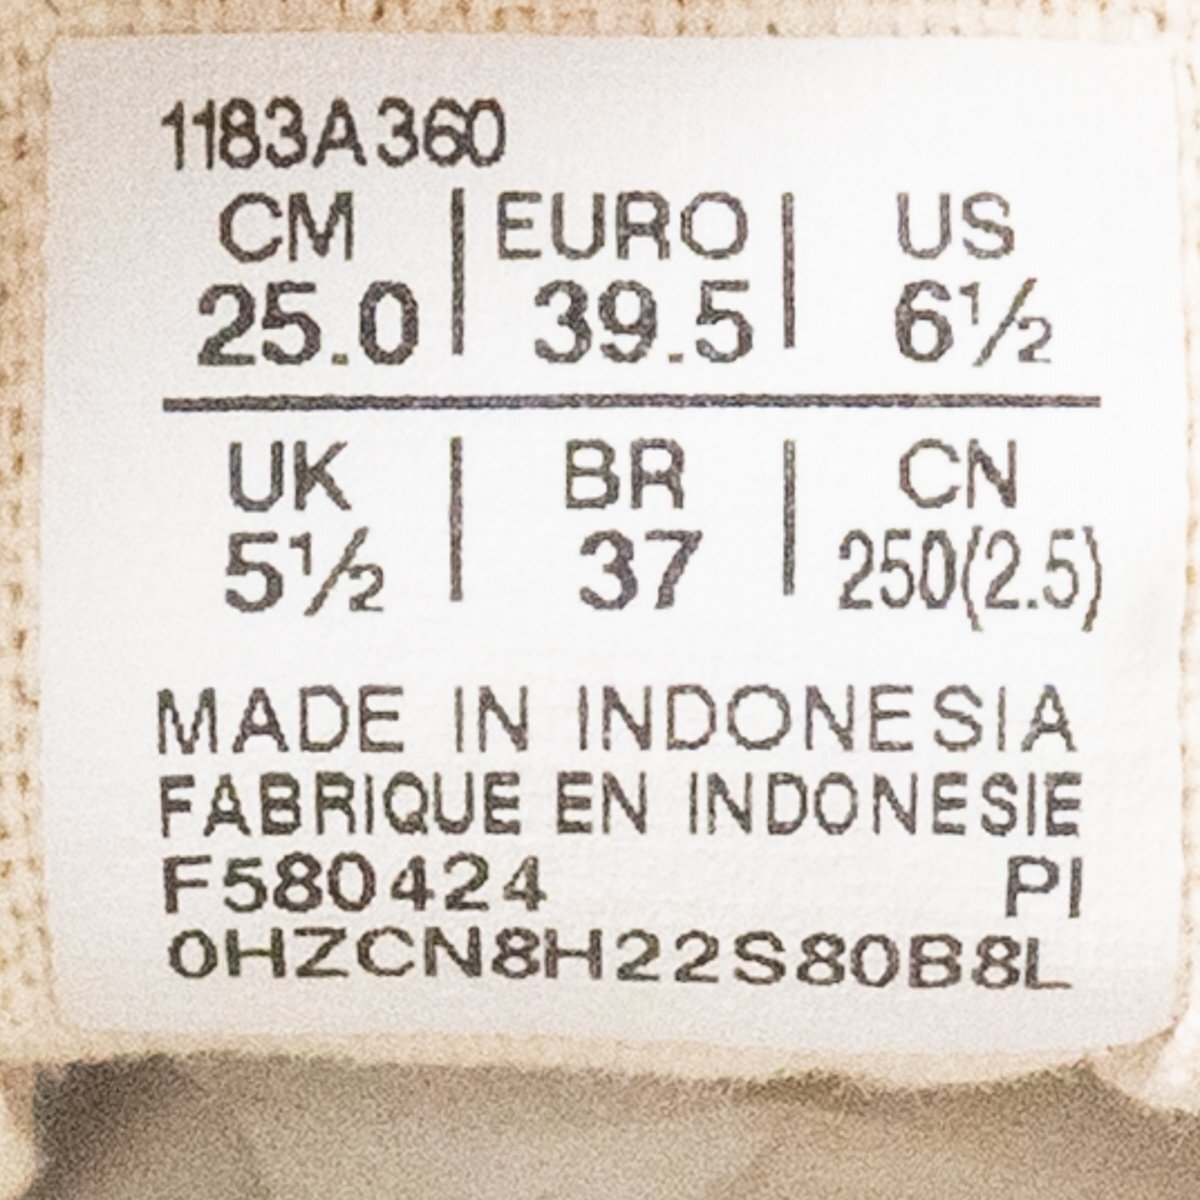 1183A360
CM | EURO | US
25.0 | 39.5 | 6½
UK | BR | CN
5½ | 37 | 250(2.5)
MADE IN INDONESIA
FABRIQUE EN INDONESIE
F580424 PI
0HZCN8H22S80B8L